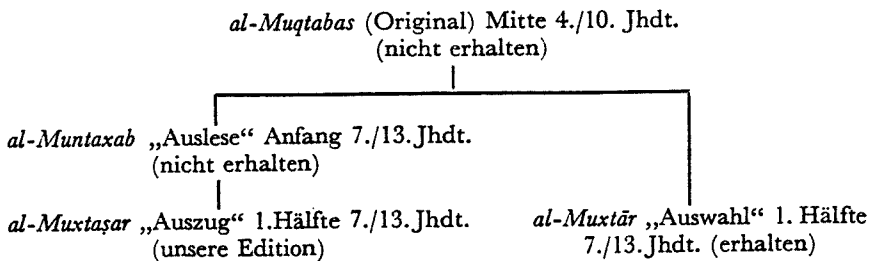 al-Muqtabas (Original) Mitte 4./10. Jhdt.
(nicht erhalten)
al-Muntaxab „Auslese“ Anfang 7./13.Jhdt.
(nicht erhalten)
al-Muxtaṣar „Auszug“ 1.Hälfte 7./13.Jhdt.
(unsere Edition)
al-Muxtār „Auswahl“ 1. Hälfte
7./13.Jhdt. (erhalten)